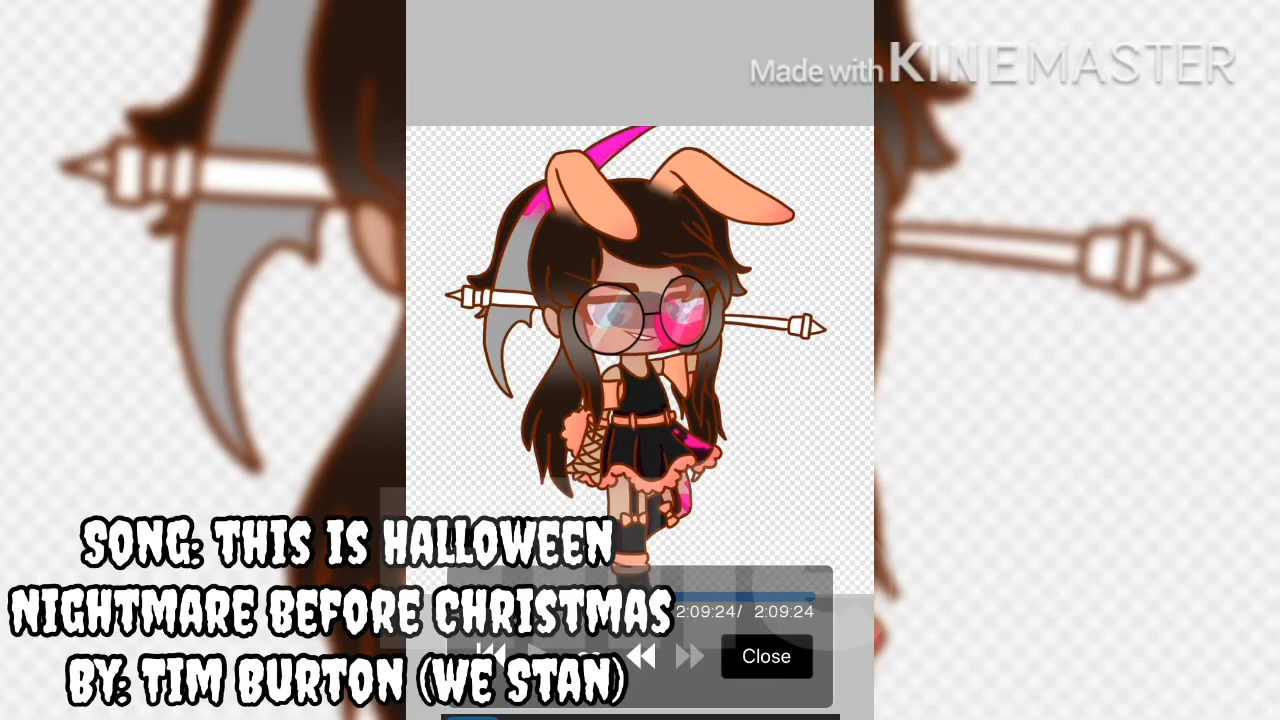 Made with KINEMASTER
SONG: THIS IS HALLOWEEN
NIGHTMARE BEFORE CHRISTMAS
2:09:24/ 2:09:24
BY: TIM BURTON (WE STAN)
Close